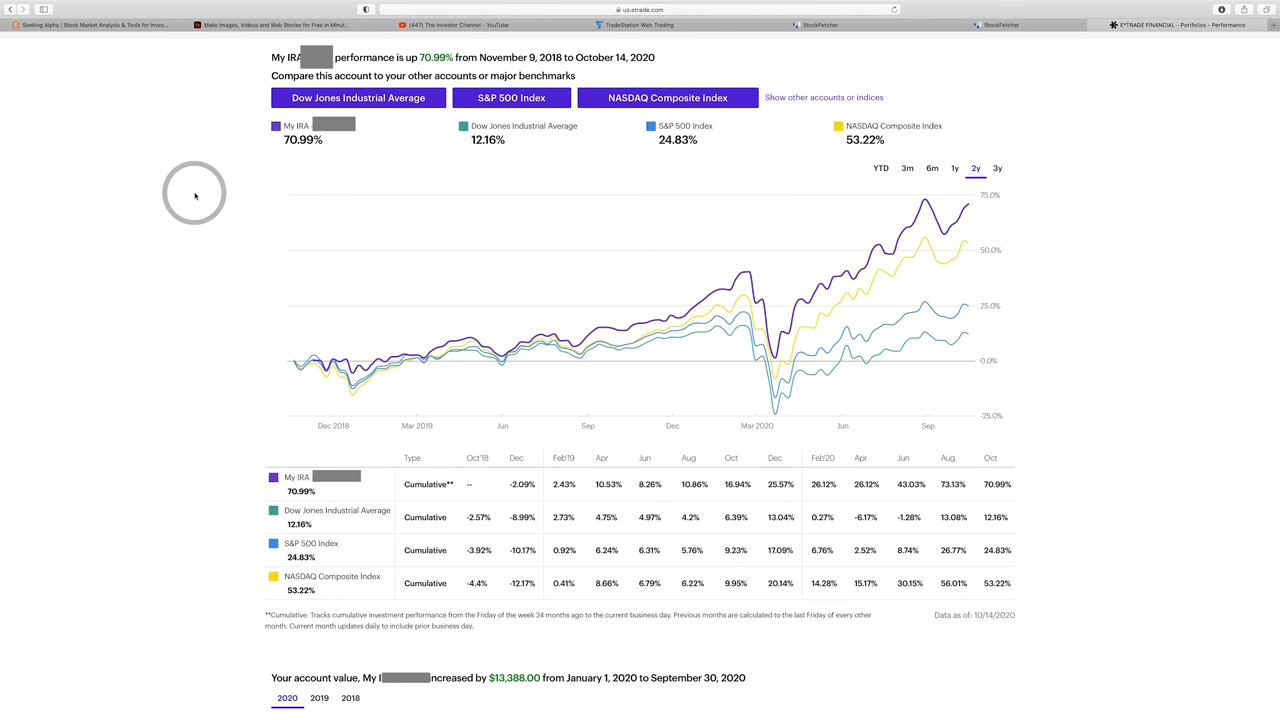 us.etrade.com
Seeking Alpha | Stock Market Analysis & Tools for Inves...
Make Images, Videos and Web Stories for Free in Minut...
(447) The Investor Channel - YouTube
TradeStation Web Trading
StockFetcher
StockFetcher
E*TRADE FINANCIAL - Portfolios - Performance
My IRA performance is up 70.99% from November 9, 2018 to October 14, 2020
Compare this account to your other accounts or major benchmarks
Dow Jones Industrial Average S&P 500 Index NASDAQ Composite Index Show other accounts or indices
My IRA - Dow Jones Industrial Average S&P 500 Index NASDAQ Composite Index
70.99% 12.16% 24.83% 53.22%
YTD 3m 6m 1y 2y 3y
75.0%
50.0%
25.0%
0.0%
-25.0%
Dec 2018 Mar 2019 Jun Sep Dec Mar 2020 Jun Sep
Type Oct'18 Dec Feb'19 Apr Jun Aug Oct Dec Feb'20 Apr Jun Aug Oct
My IRA
70.99%
Cumulative** -- -2.09% 2.43% 10.53% 8.26% 10.86% 16.94% 25.57% 26.12% 26.12% 43.03% 73.13% 70.99%
Dow Jones Industrial Average
12.16%
Cumulative -2.57% -8.99% 2.73% 4.75% 4.97% 4.2% 6.39% 13.04% 0.27% -6.17% -1.28% 13.08% 12.16%
S&P 500 Index
24.83%
Cumulative -3.92% -10.17% 0.92% 6.24% 6.31% 5.76% 9.23% 17.09% 6.76% 2.52% 8.74% 26.77% 24.83%
NASDAQ Composite Index
53.22%
Cumulative -4.4% -12.17% 0.41% 8.66% 6.79% 6.22% 9.95% 20.14% 14.28% 15.17% 30.15% 56.01% 53.22%
**Cumulative: Tracks cumulative investment performance from the Friday of the week 24 months ago to the current business day. Previous months are calculated to the last Friday of every other
month. Current month updates daily to include prior business day.
Data as of: 10/14/2020
Your account value, My I increased by $13,388.00 from January 1, 2020 to September 30, 2020
2020 2019 2018